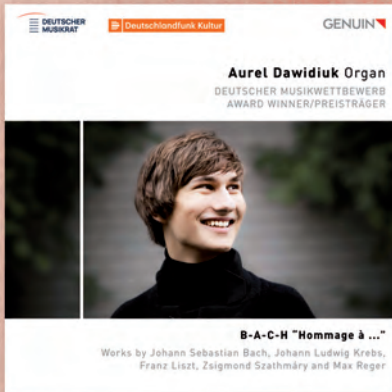 DEUTSCHER
MUSIKRAT
Deutschlandfunk Kultur
GENUIN
Aurel Dawidiuk Organ
DEUTSCHER MUSIKWETTBEWERB
AWARD WINNER/PREISTRÄGER
B-A-C-H "Hommage à ..."
Works by Johann Sebastian Bach, Johann Ludwig Krebs,
Franz Liszt, Zsigmond Szathmáry and Max Reger